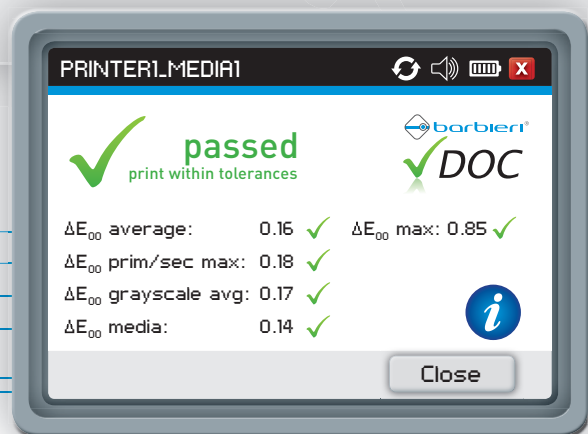 PRINTER1_MEDIA1
X
passed
print within tolerances
barbieri®
DOC
ΔE₀₀ average: 0.16
ΔE₀₀ max: 0.85
ΔE₀₀ prim/sec max: 0.18
ΔE₀₀ grayscale avg: 0.17
ΔE₀₀ media: 0.14
i
Close